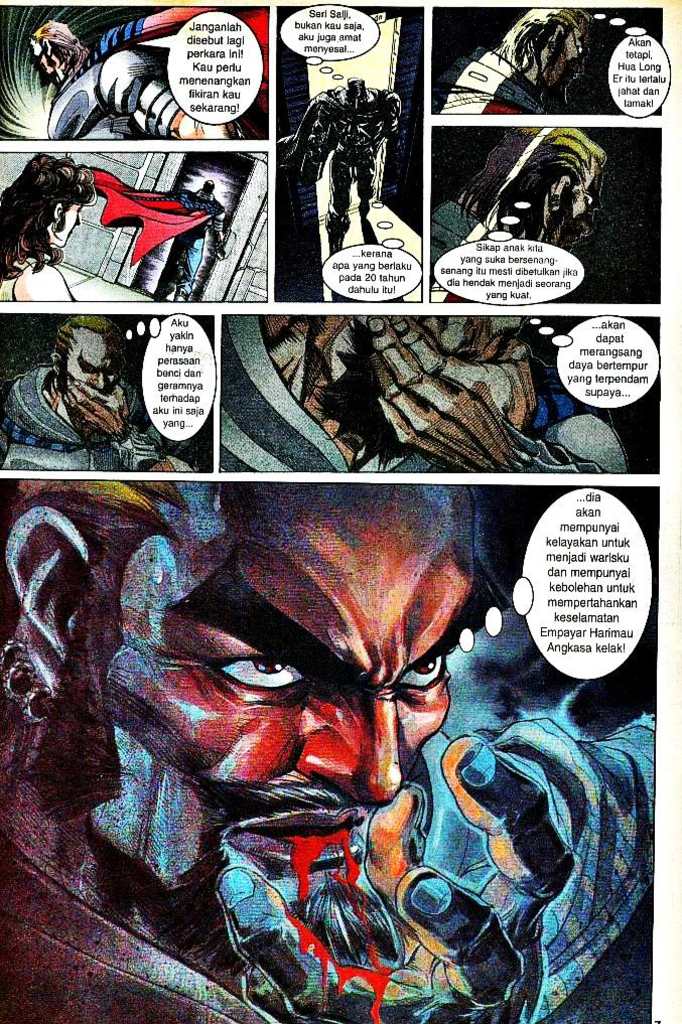 Janganlah
disebut lagi
perkara ini!
Kau perlu
menenangkan
fikiran kau
sekarang!
Seri Salji,
bukan kau saja,
aku juga amat
menyesal...
...kerana
apa yang berlaku
pada 20 tahun
dahulu itu!
Akan
tetapi,
Hua Long
Er itu terlalu
jahat dan
tamak!
Sikap anak kita
yang suka bersenang-
senang itu mesti dibetulkan jika
dia hendak menjadi seorang
yang kuat.
Aku
yakin
hanya
perasaan
benci dan
geramnya
terhadap
aku ini saja
yang...
...akan
dapat
merangsang
daya bertempur
yang terpendam
supaya...
...dia
akan
mempunyai
kelayakan untuk
menjadi warisku
dan mempunyai
kebolehan untuk
mempertahankan
keselamatan
Empayar Harimau
Angkasa kelak!